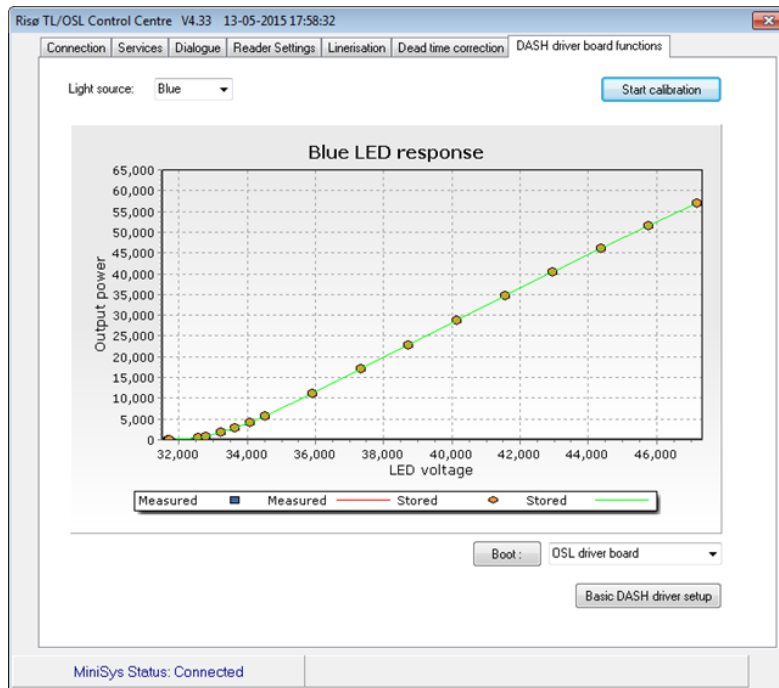 Risø TL/OSL Control Centre V4.33 13-05-2015 17:58:32
Connection Services Dialogue Reader Settings Linerisation Dead time correction DASH driver board functions
Light source: Blue Start calibration
Blue LED response
65,000
60,000
55,000
50,000
45,000
40,000
35,000
30,000
25,000
20,000
15,000
10,000
5,000
0
Output power
32,000 34,000 36,000 38,000 40,000 42,000 44,000 46,000
LED voltage
Measured Measured Stored Stored
Boot : OSL driver board
Basic DASH driver setup
MiniSys Status: Connected